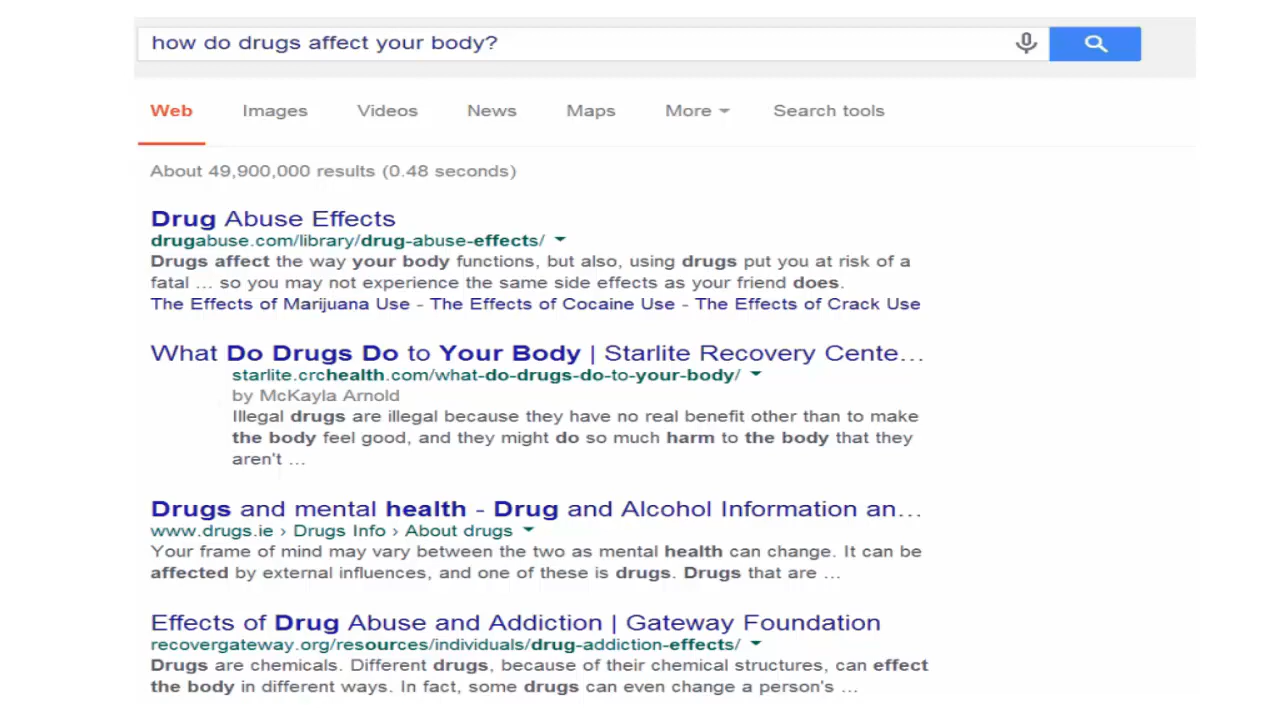 how do drugs affect your body?
Web Images Videos News Maps More Search tools
About 49,900,000 results (0.48 seconds)
Drug Abuse Effects
drugabuse.com/library/drug-abuse-effects/
Drugs affect the way your body functions, but also, using drugs put you at risk of a
fatal ... so you may not experience the same side effects as your friend does.
The Effects of Marijuana Use - The Effects of Cocaine Use - The Effects of Crack Use
What Do Drugs Do to Your Body | Starlite Recovery Cente...
starlite.crchealth.com/what-do-drugs-do-to-your-body/
by McKayla Arnold
Illegal drugs are illegal because they have no real benefit other than to make
the body feel good, and they might do so much harm to the body that they
aren't ...
Drugs and mental health - Drug and Alcohol Information an...
www.drugs.ie › Drugs Info › About drugs
Your frame of mind may vary between the two as mental health can change. It can be
affected by external influences, and one of these is drugs. Drugs that are ...
Effects of Drug Abuse and Addiction | Gateway Foundation
recovergateway.org/resources/individuals/drug-addiction-effects/
Drugs are chemicals. Different drugs, because of their chemical structures, can effect
the body in different ways. In fact, some drugs can even change a person's ...